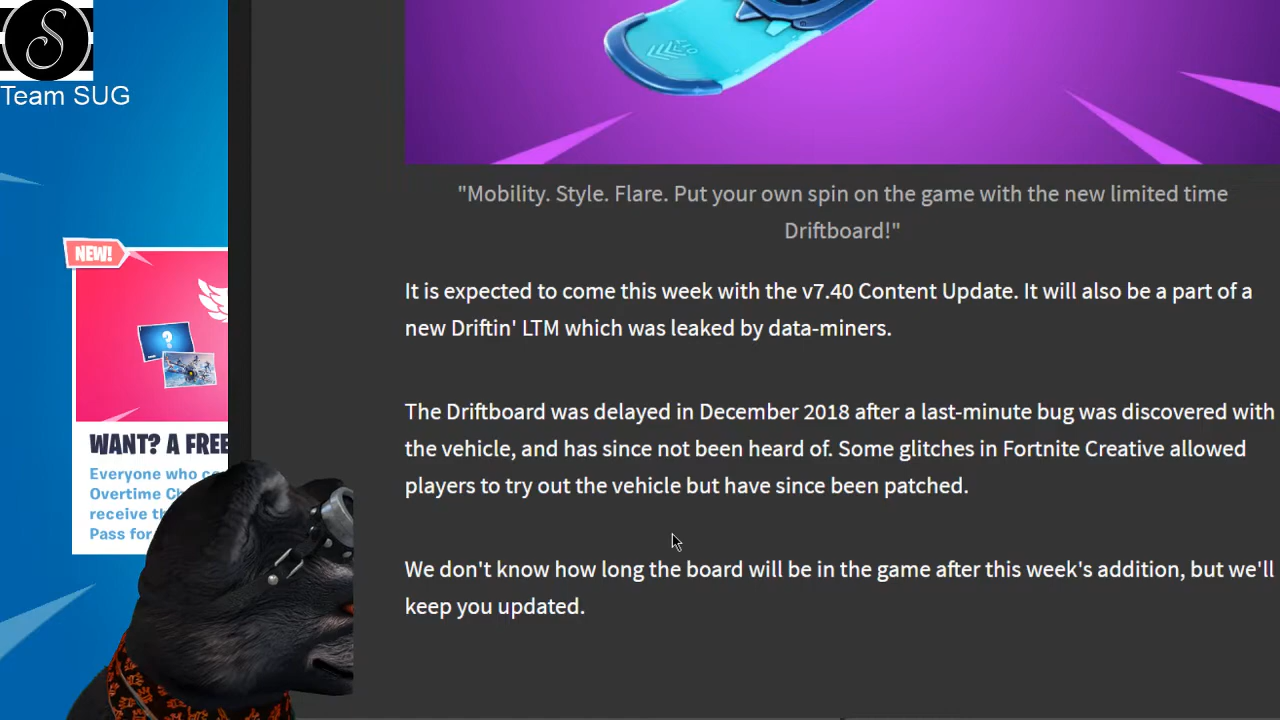 S
Team SUG
"Mobility. Style. Flare. Put your own spin on the game with the new limited time
Driftboard!"
NEW!
It is expected to come this week with the v7.40 Content Update. It will also be a part of a
new Driftin' LTM which was leaked by data-miners.
?
The Driftboard was delayed in December 2018 after a last-minute bug was discovered with
the vehicle, and has since not been heard of. Some glitches in Fortnite Creative allowed
players to try out the vehicle but have since been patched.
WANT? A FREE
Everyone who
Overtime
receive
Pass for
We don't know how long the board will be in the game after this week's addition, but we'll
keep you updated.